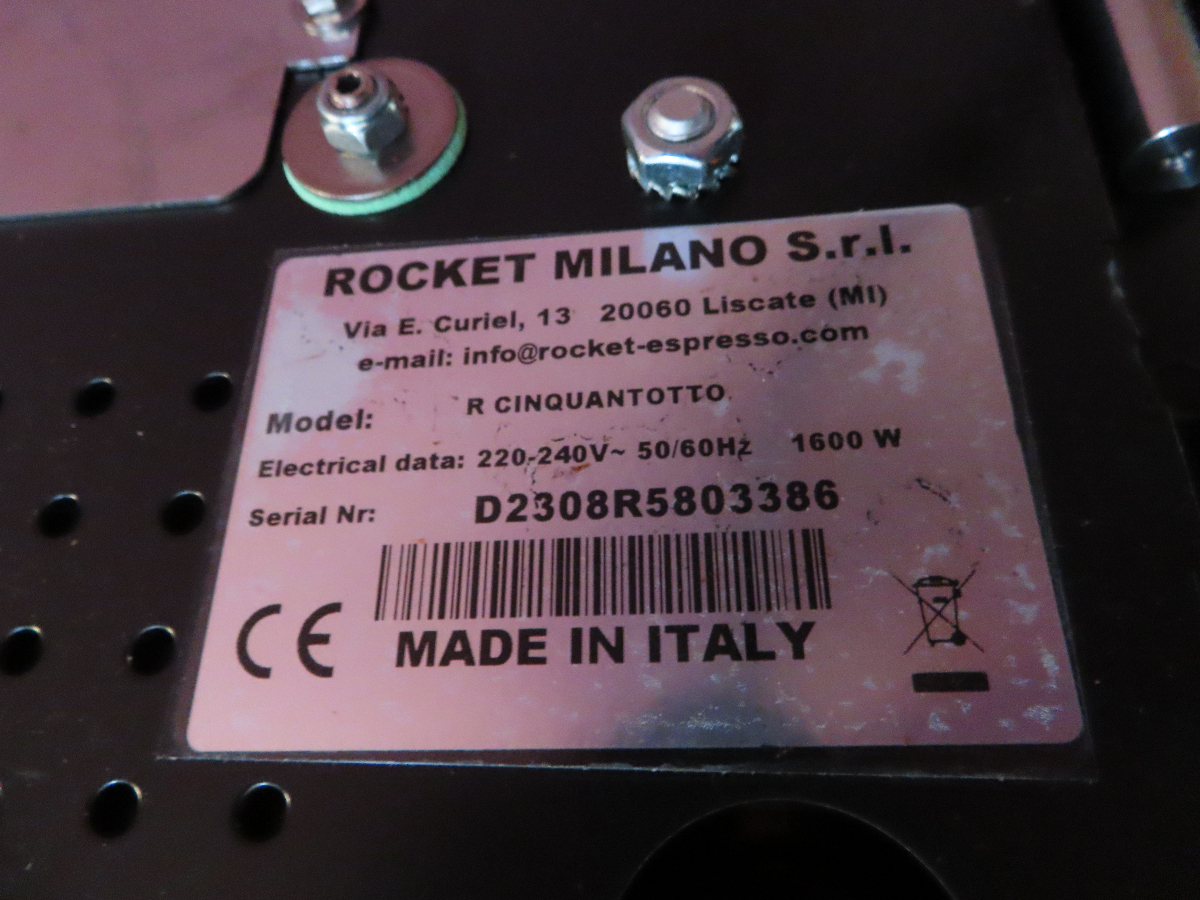 ROCKET MILANO S.r.l.
Via E. Curiel, 13 20060 Liscate (MI)
e-mail: info@rocket-espresso.com
Model: R CINQUANTOTTO
Electrical data: 220-240V~ 50/60Hz 1600 W
Serial Nr: D2308R5803386
CE
MADE IN ITALY